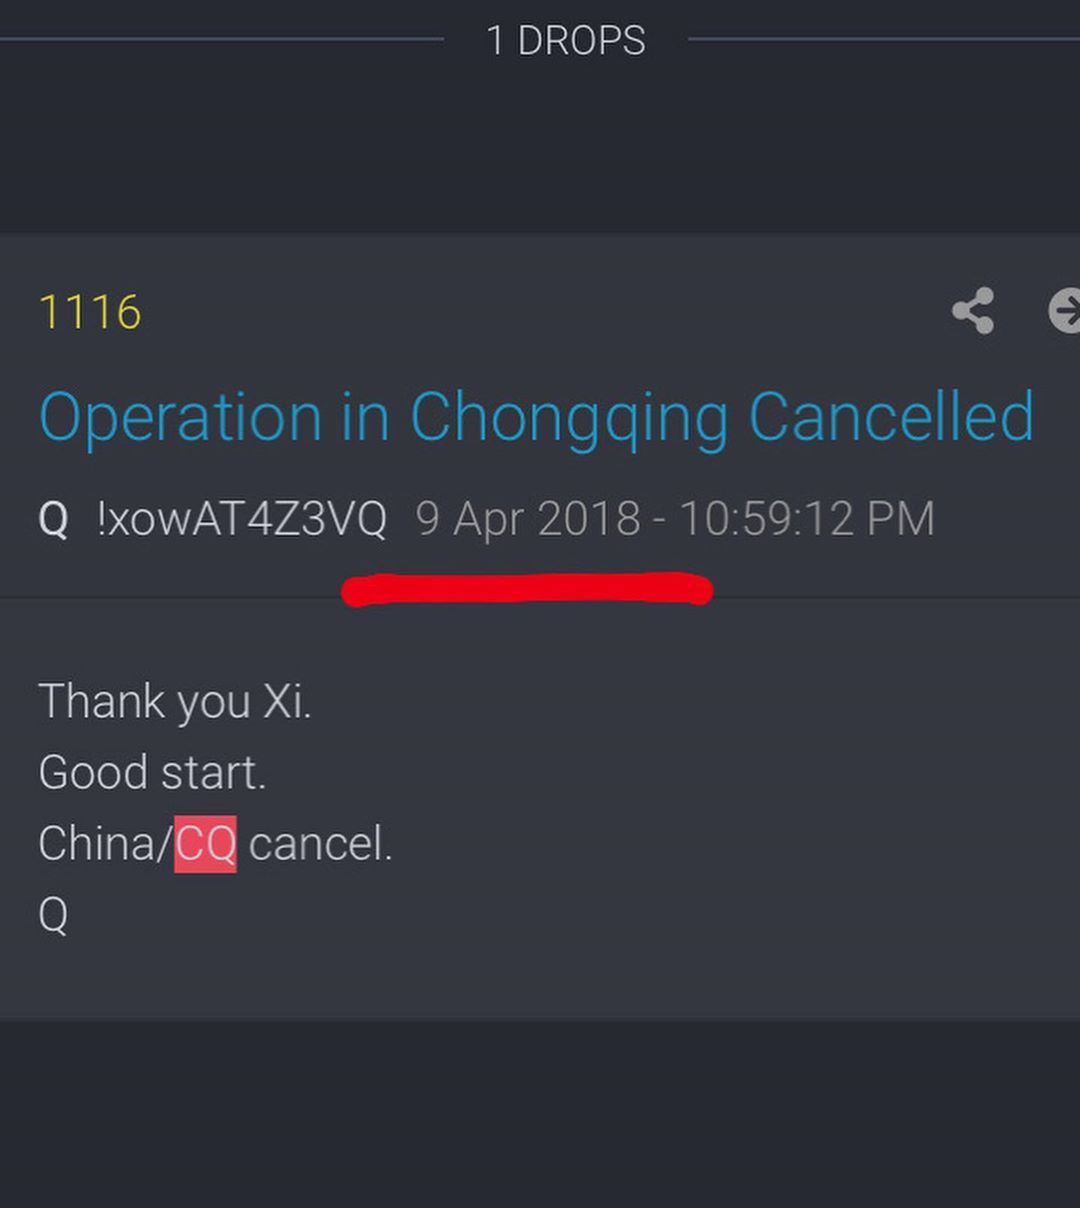 1 DROPS
1116
Operation in Chongqing Cancelled
Q !xowAT4Z3VQ 9 Apr 2018 - 10:59:12 PM
Thank you Xi.
Good start.
China/CQ cancel.
Q